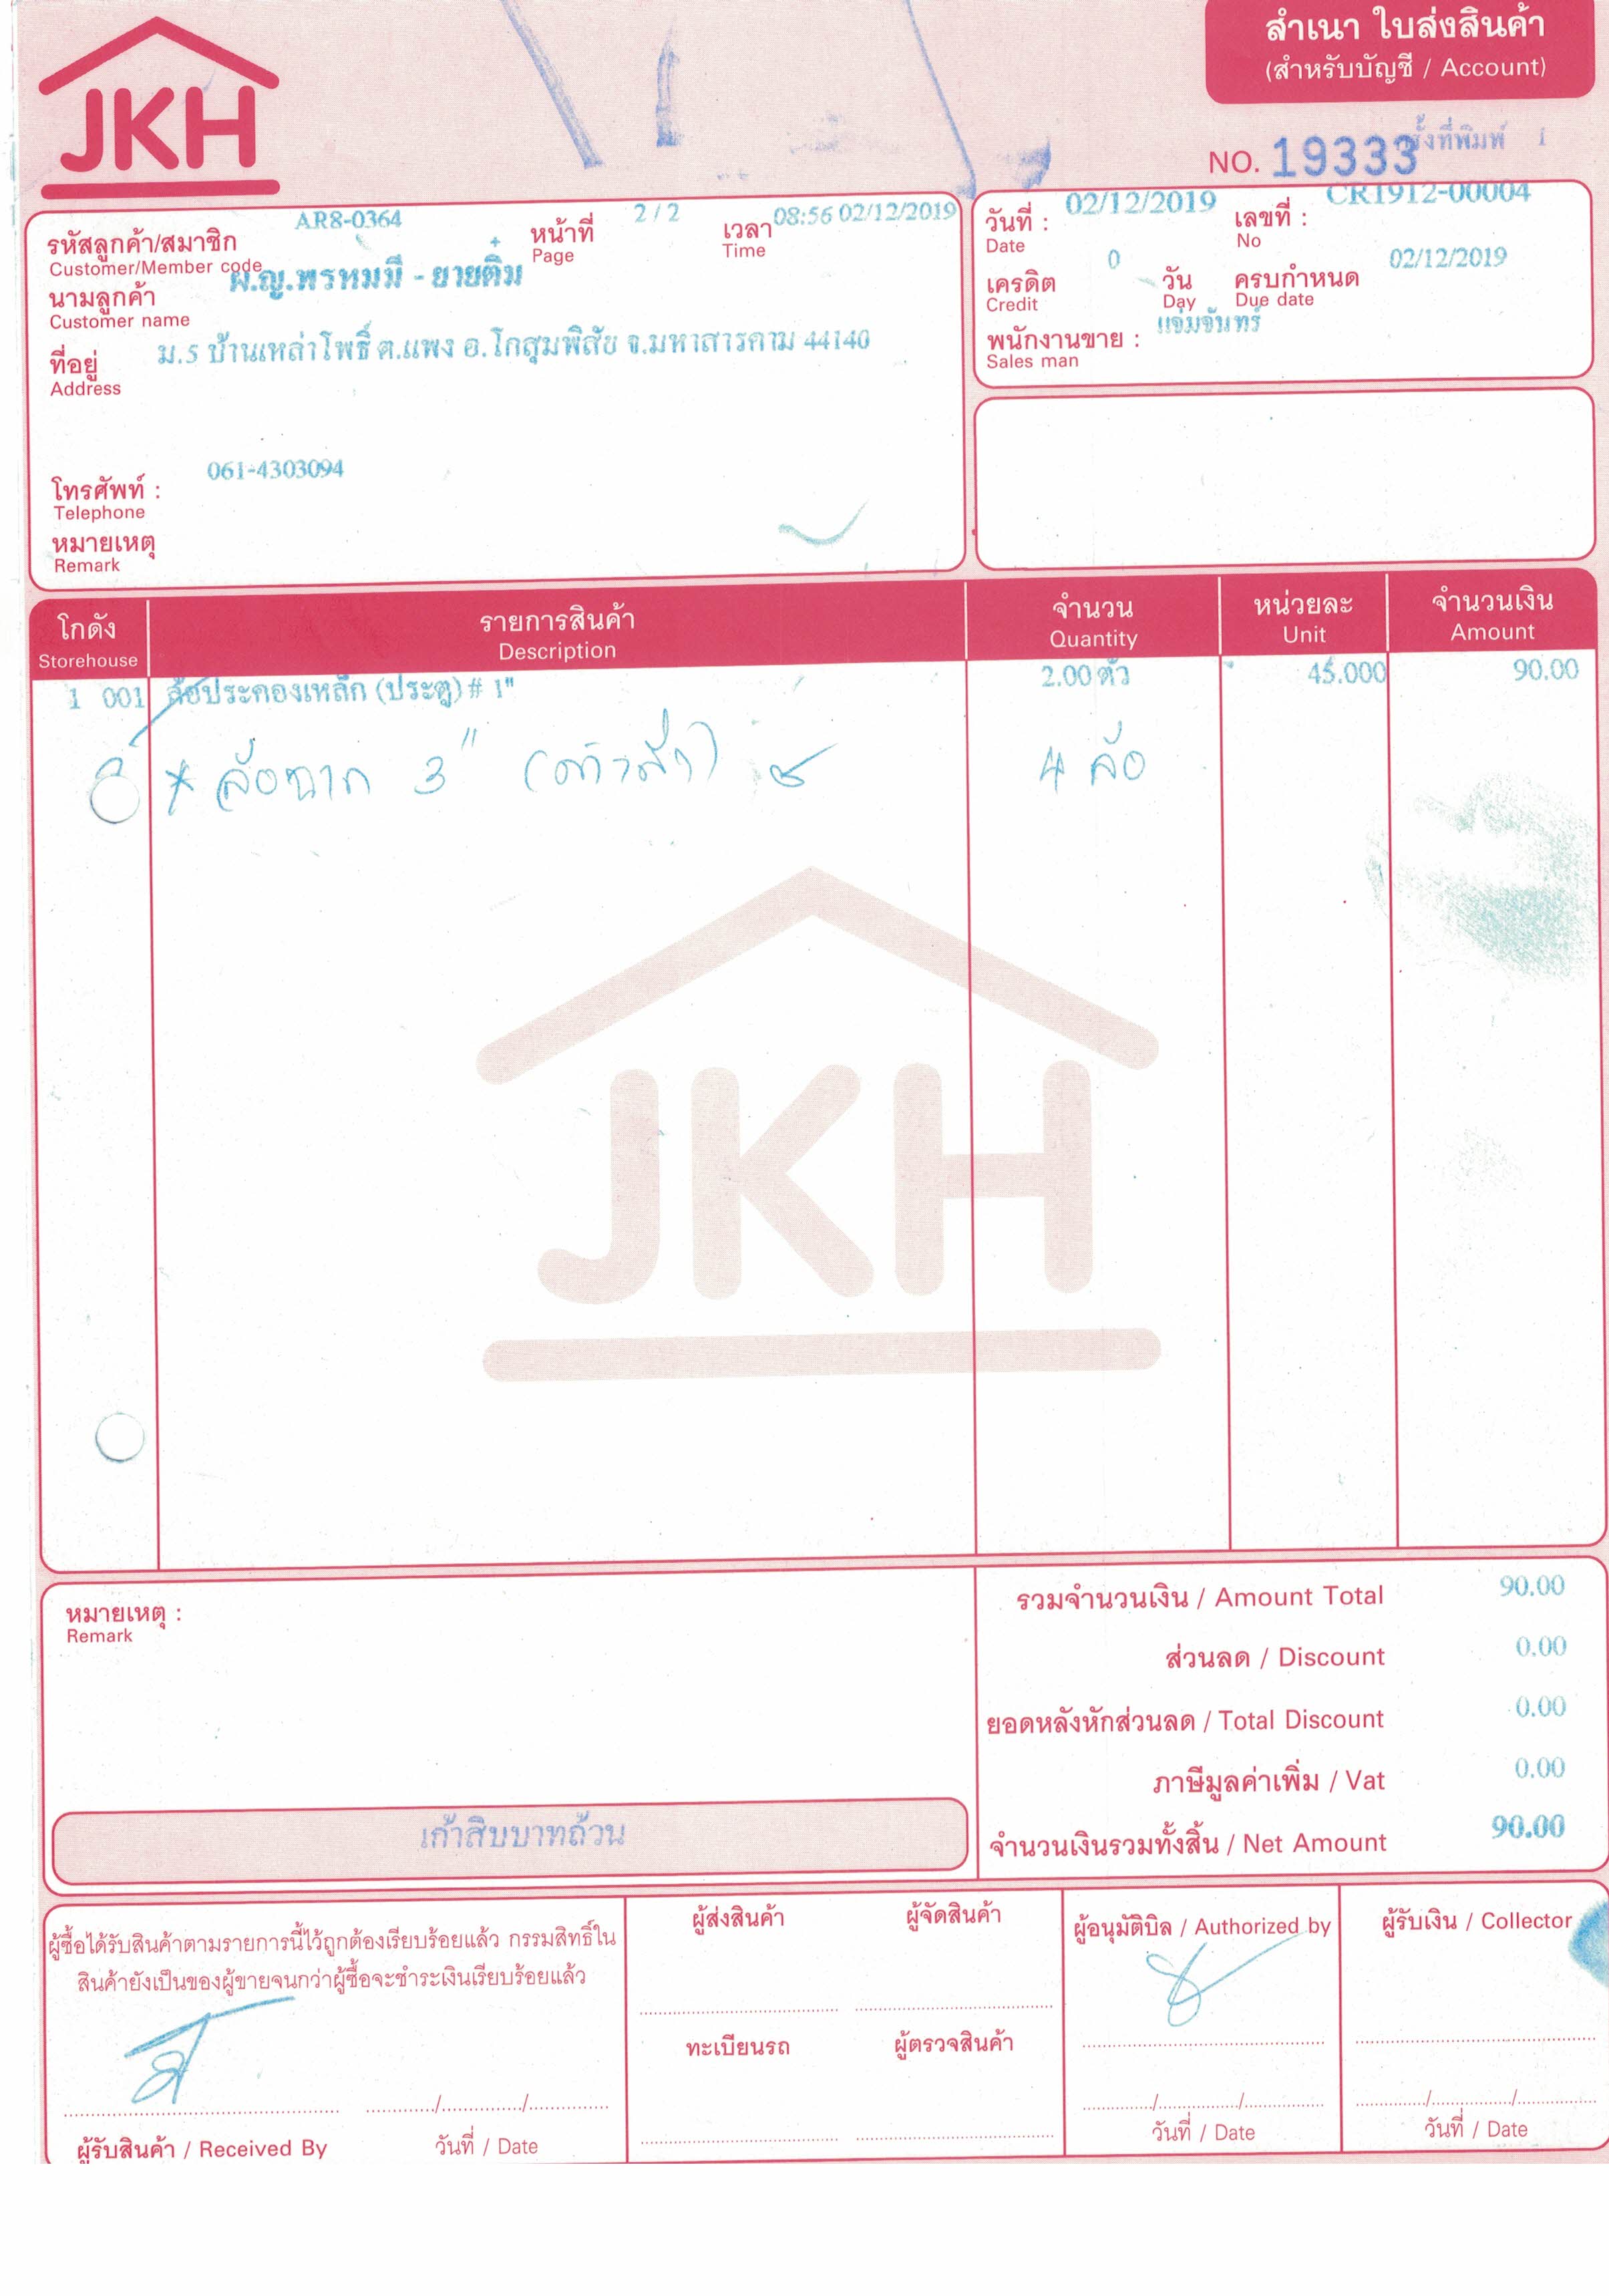 JKH
สำเนา ใบส่งสินค้า
(สำหรับบัญชี / Account)
ครั้งที่พิมพ์ 1
NO. 19333
รหัสลูกค้า/สมาชิก AR8-0364 หน้าที่ 2 / 2 เวลา 08:56 02/12/2019
Customer/Member code Page Time
นามลูกค้า ผ.ญ.พรหมมี - ยายติ๋ม
Customer name
ที่อยู่ ม.5 บ้านเหล่าโพธิ์ ต.แพง อ.โกสุมพิสัย จ.มหาสารคาม 44140
Address
โทรศัพท์ : 061-4303094
Telephone
หมายเหตุ
Remark
วันที่ : 02/12/2019 เลขที่ : CR1912-00004
Date No
เครดิต 0 วัน ครบกำหนด 02/12/2019
Credit Day Due date
พนักงานขาย : แจ่มจันทร์
Sales man
โกดัง รายการสินค้า จำนวน หน่วยละ จำนวนเงิน
Storehouse Description Quantity Unit Amount
1 001 ล้อประคองเหล็ก (ประตู) # 1" 2.00 ตัว 45.000 90.00
* ล้อฉาก 3" 4 ล้อ
JKH
หมายเหตุ :
Remark
รวมจำนวนเงิน / Amount Total 90.00
ส่วนลด / Discount 0.00
ยอดหลังหักส่วนลด / Total Discount 0.00
ภาษีมูลค่าเพิ่ม / Vat 0.00
เก้าสิบบาทถ้วน
จำนวนเงินรวมทั้งสิ้น / Net Amount 90.00
ผู้ซื้อได้รับสินค้าตามรายการนี้ไว้ถูกต้องเรียบร้อยแล้ว กรรมสิทธิ์ใน
สินค้ายังเป็นของผู้ขายจนกว่าผู้ซื้อจะชำระเงินเรียบร้อยแล้ว
ผู้รับสินค้า / Received By วันที่ / Date
ผู้ส่งสินค้า ผู้จัดสินค้า
ทะเบียนรถ ผู้ตรวจสินค้า
ผู้อนุมัติบิล / Authorized by
วันที่ / Date
ผู้รับเงิน / Collector
วันที่ / Date